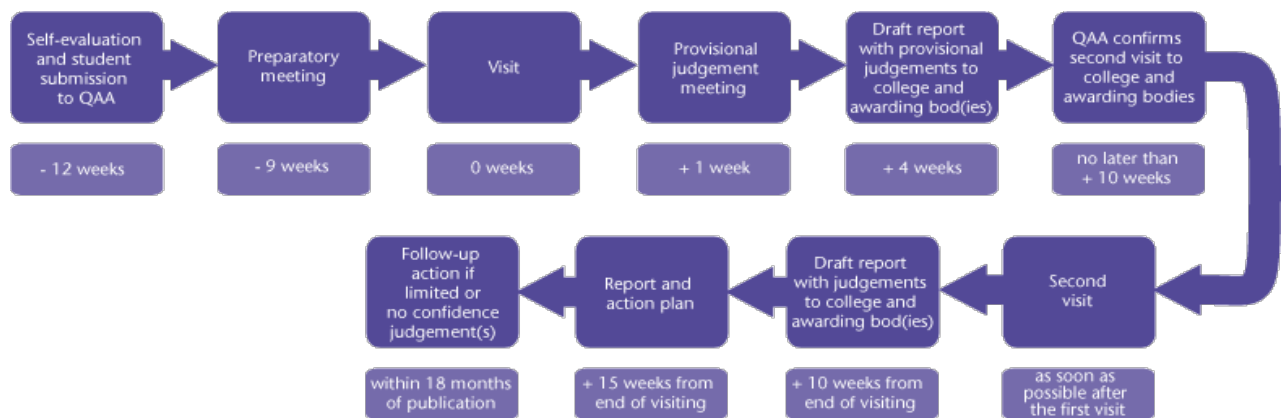 Self-evaluation
and student
submission
to QAA
Preparatory
meeting
Visit
Provisional
judgement
meeting
Draft report
with provisional
judgements to
college and
awarding bod(ies)
QAA confirms
second visit to
college and
awarding bodies
- 12 weeks
- 9 weeks
0 weeks
+ 1 week
+ 4 weeks
no later than
+ 10 weeks
Follow-up
action if
limited or
no confidence
judgement(s)
Report and
action plan
Draft report
with judgements
to college and
awarding bod(ies)
Second
visit
within 18 months
of publication
+ 15 weeks from
end of visiting
+ 10 weeks from
end of visiting
as soon as
possible after
the first visit